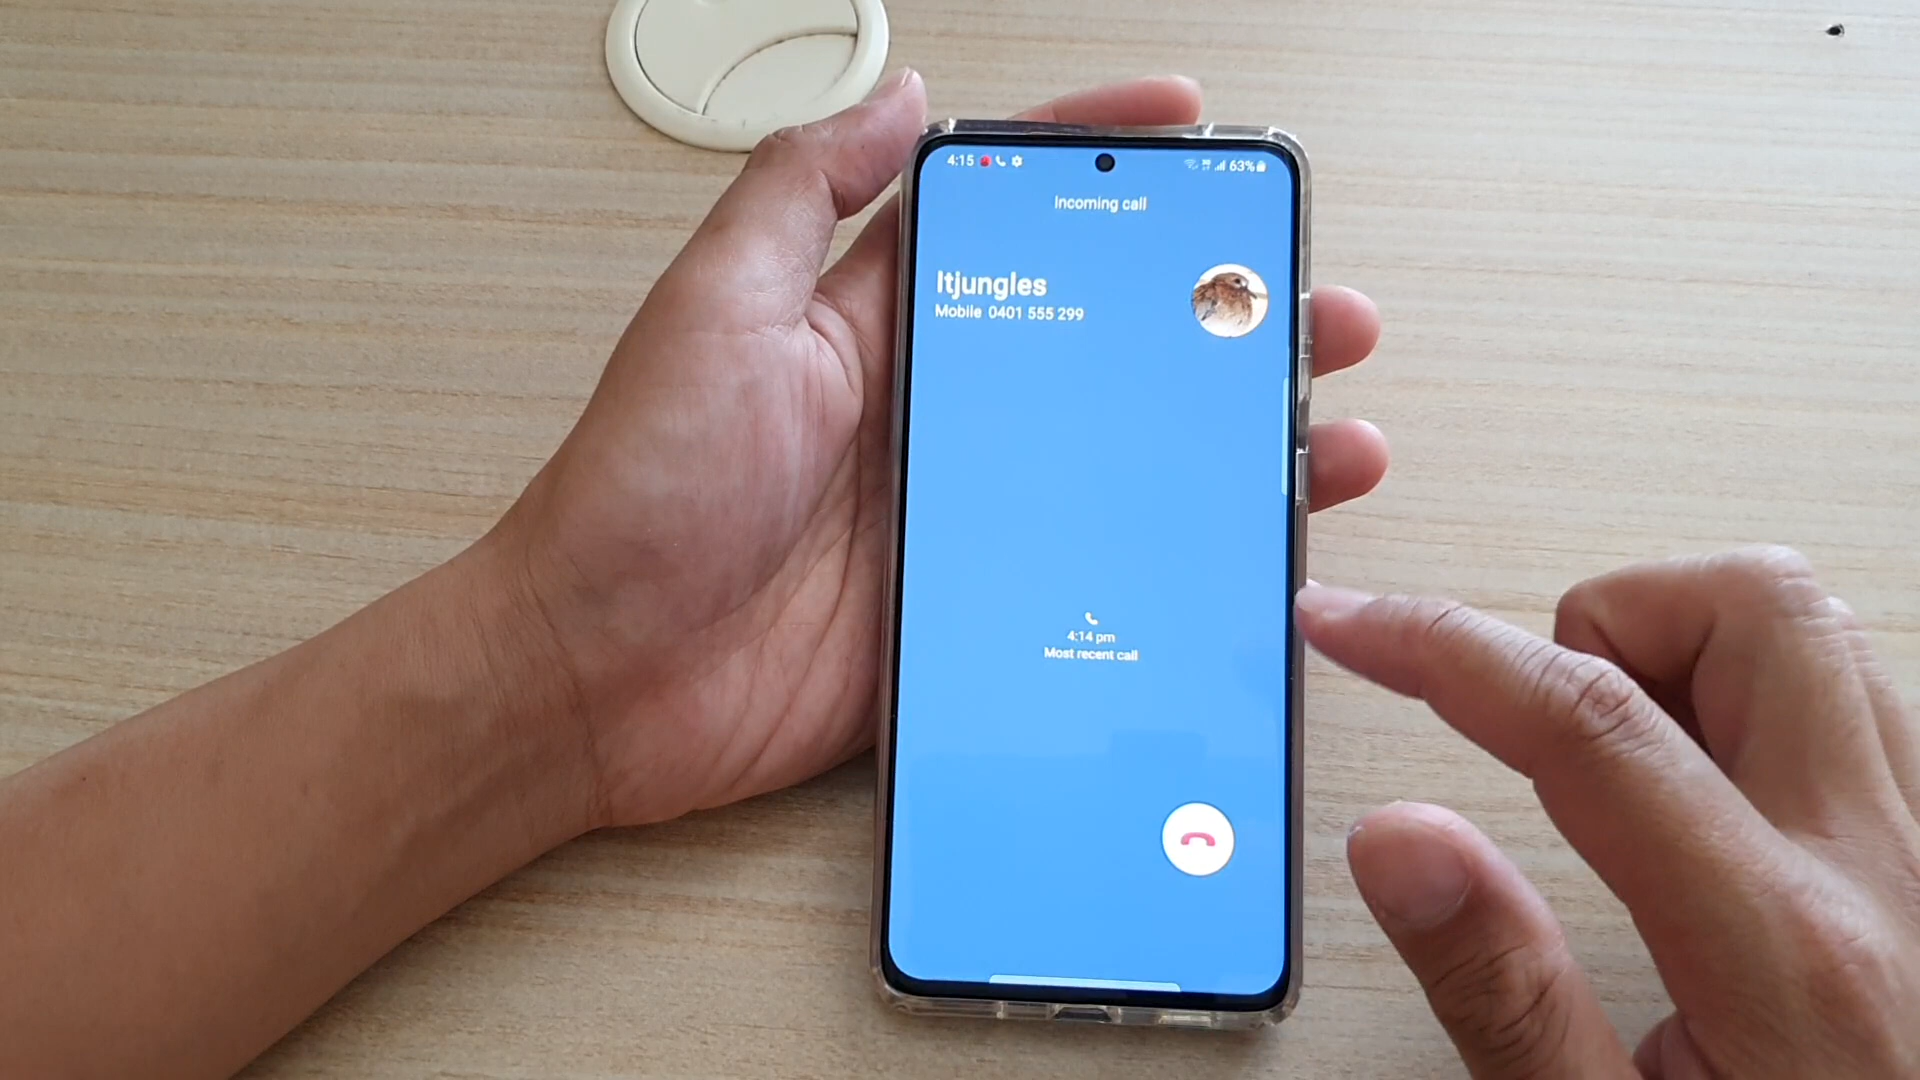 4:15 63%
Incoming call
Itjungles
Mobile 0401 555 299
4:14 pm
Most recent call